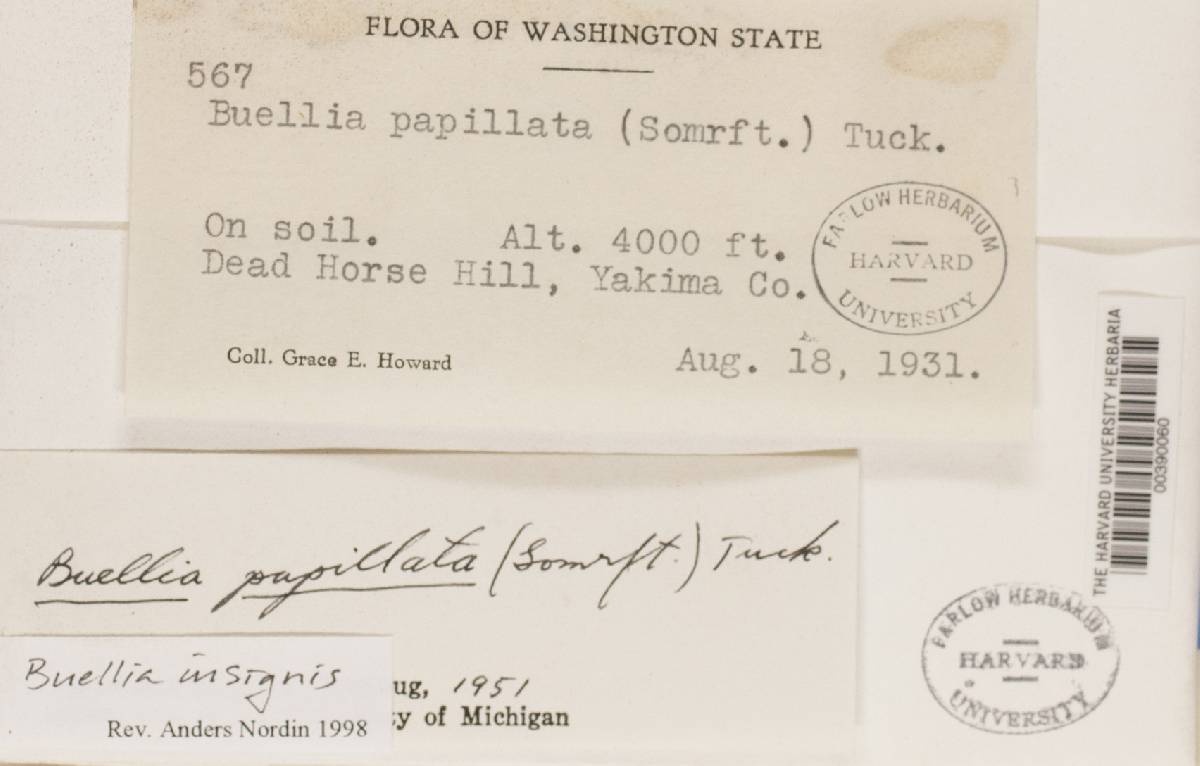 FLORA OF WASHINGTON STATE
567
Buellia papillata (Somrft.) Tuck.
On soil. Alt. 4000 ft.
Dead Horse Hill, Yakima Co.
FARLOW HERBARIUM
HARVARD
UNIVERSITY
Coll. Grace E. Howard Aug. 18, 1931.
THE HARVARD UNIVERSITY HERBARIA
00390060
Buellia papillata (Somrft.) Tuck.
Buellia insignis
Rev. Anders Nordin 1998
ug, 1951
ty of Michigan
FARLOW HERBARIUM
HARVARD
UNIVERSITY